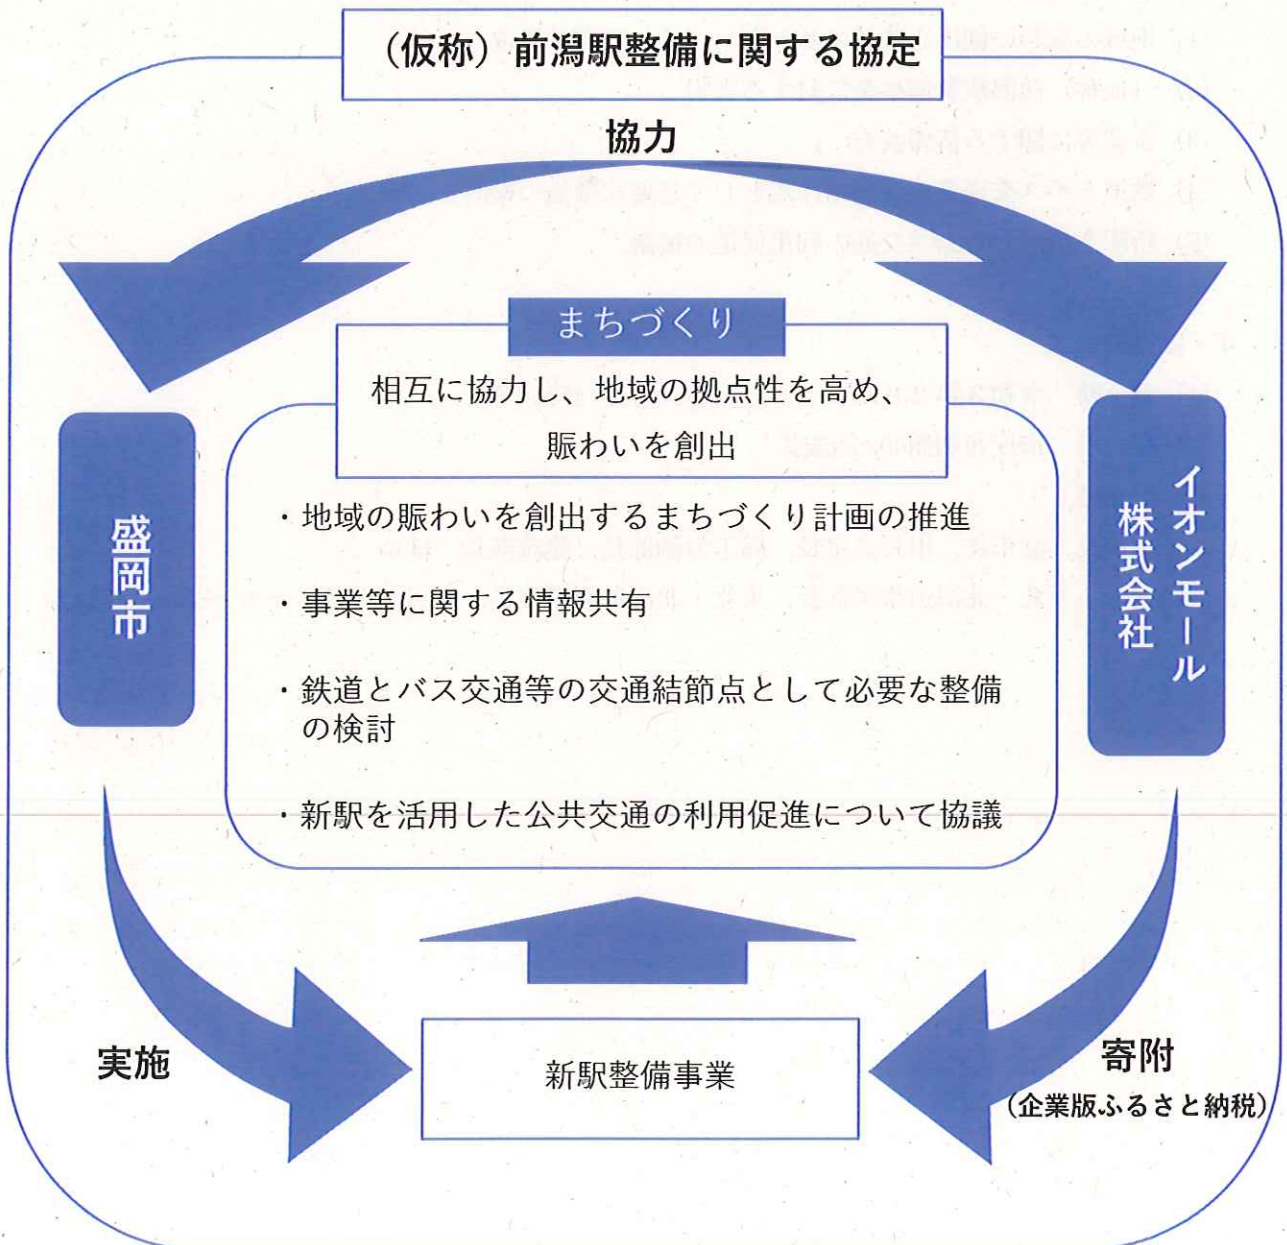 （仮称）前潟駅整備に関する協定
協力
まちづくり
相互に協力し、地域の拠点性を高め、
賑わいを創出
盛岡市
イオンモール
株式会社
・地域の賑わいを創出するまちづくり計画の推進
・事業等に関する情報共有
・鉄道とバス交通等の交通結節点として必要な整備
の検討
・新駅を活用した公共交通の利用促進について協議
実施
新駅整備事業
寄附
（企業版ふるさと納税）